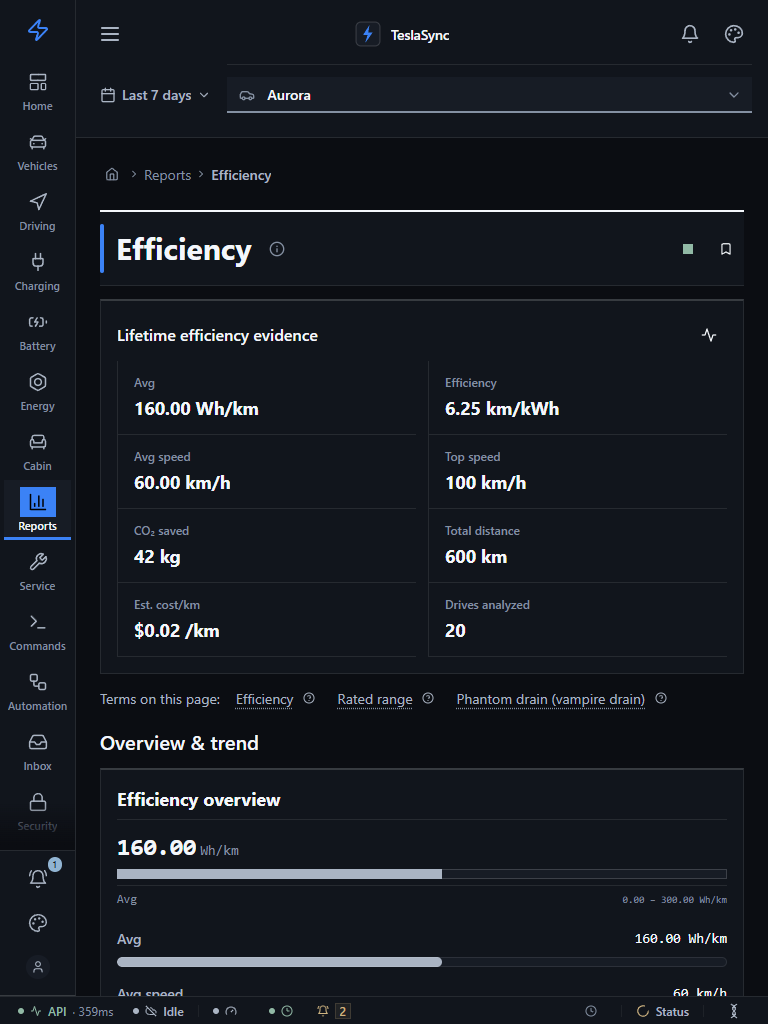 TeslaSync
Last 7 days
Aurora
Home
Vehicles
Driving
Charging
Battery
Energy
Cabin
Reports
Service
Commands
Automation
Inbox
Security
1
Reports
Efficiency
Efficiency
Lifetime efficiency evidence
Avg
160.00 Wh/km
Efficiency
6.25 km/kWh
Avg speed
60.00 km/h
Top speed
100 km/h
CO₂ saved
42 kg
Total distance
600 km
Est. cost/km
$0.02 /km
Drives analyzed
20
Terms on this page: Efficiency Rated range Phantom drain (vampire drain)
Overview & trend
Efficiency overview
160.00 Wh/km
Avg 0.00 – 300.00 Wh/km
Avg 160.00 Wh/km
Avg speed 60 km/h
API · 359ms Idle 2 Status